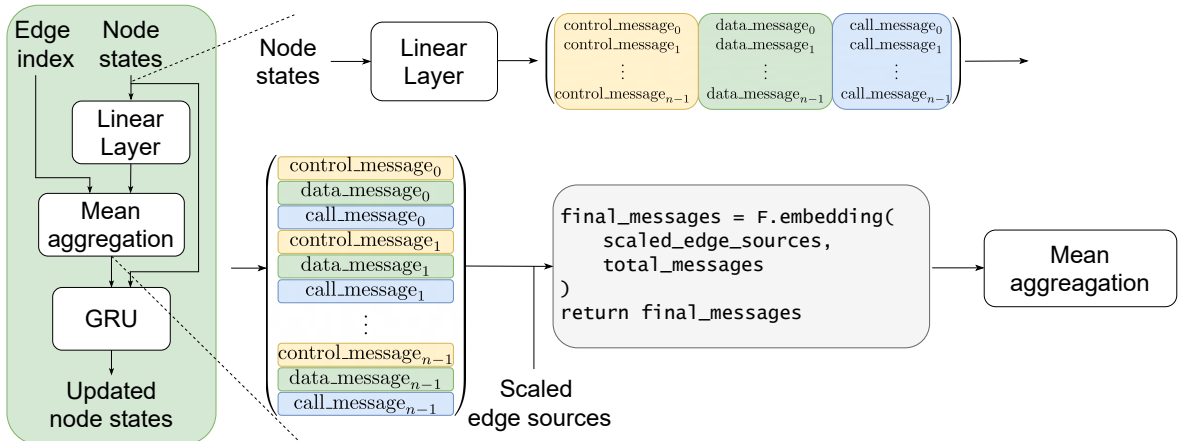 Edge
index
Node
states
Linear
Layer
Mean
aggregation
GRU
Updated
node states
Node
states
Linear
Layer
control_message₀ data_message₀ call_message₀
control_message₁ data_message₁ call_message₁
⋮ ⋮ ⋮
control_messageₙ₋₁ data_messageₙ₋₁ call_messageₙ₋₁
control_message₀
data_message₀
call_message₀
control_message₁
data_message₁
call_message₁
⋮
control_messageₙ₋₁
data_messageₙ₋₁
call_messageₙ₋₁
Scaled
edge sources
final_messages = F.embedding(
    scaled_edge_sources,
    total_messages
)
return final_messages
Mean
aggreagation